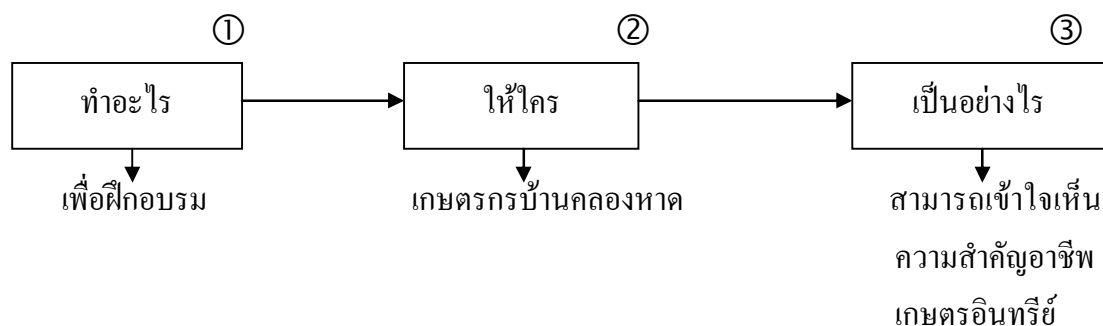 ①
②
③
ทำอะไร
ให้ใคร
เป็นอย่างไร
เพื่อฝึกอบรม
เกษตรกรบ้านคลองหาด
สามารถเข้าใจเห็น
ความสำคัญอาชีพ
เกษตรอินทรีย์